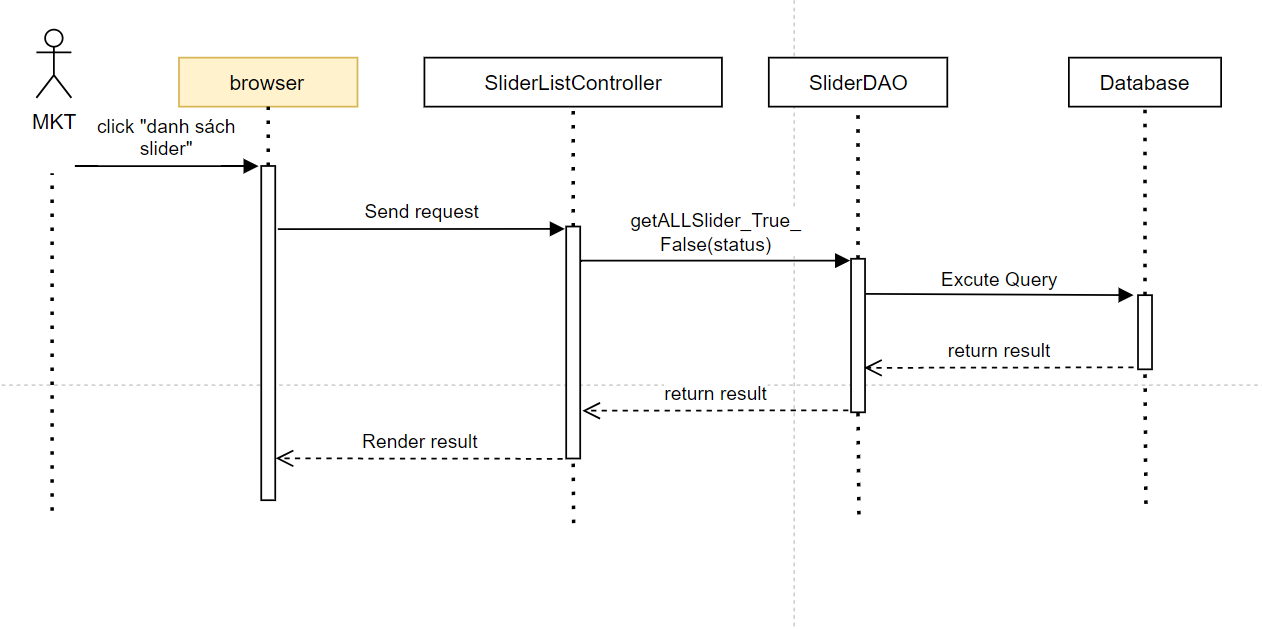 browser
SliderListController
SliderDAO
Database
MKT
click "danh sách
slider"
Send request
getALLSlider_True_
False(status)
Excute Query
return result
return result
Render result